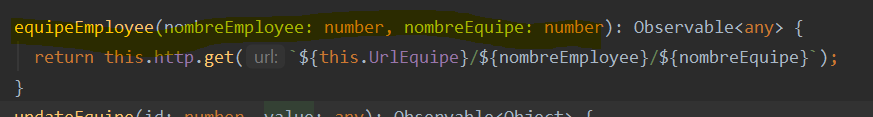 equipeEmployee(nombreEmployee: number, nombreEquipe: number): Observable<any> {
return this.http.get( url: `${this.UrlEquipe}/${nombreEmployee}/${nombreEquipe}`);
}
updateEquipe(id: number, value: any): Observable<Object> {